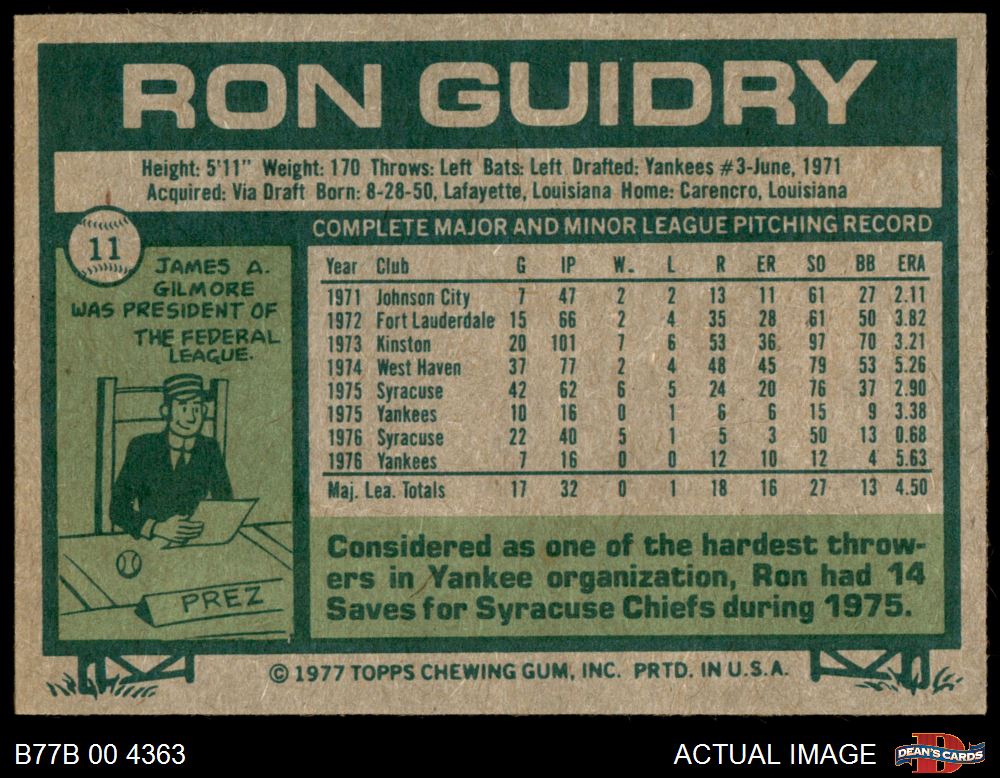 RON GUIDRY
Height: 5'11" Weight: 170 Throws: Left Bats: Left Drafted: Yankees #3-June, 1971
Acquired: Via Draft Born: 8-28-50, Lafayette, Louisiana Home: Carencro, Louisiana
11
JAMES A.
GILMORE
WAS PRESIDENT OF
THE FEDERAL
LEAGUE.
PREZ
COMPLETE MAJOR AND MINOR LEAGUE PITCHING RECORD
Year Club G IP W. L R ER SO BB ERA
1971 Johnson City 7 47 2 2 13 11 61 27 2.11
1972 Fort Lauderdale 15 66 2 4 35 28 61 50 3.82
1973 Kinston 20 101 7 6 53 36 97 70 3.21
1974 West Haven 37 77 2 4 48 45 79 53 5.26
1975 Syracuse 42 62 6 5 24 20 76 37 2.90
1975 Yankees 10 16 0 1 6 6 15 9 3.38
1976 Syracuse 22 40 5 1 5 3 50 13 0.68
1976 Yankees 7 16 0 0 12 10 12 4 5.63
Maj. Lea. Totals 17 32 0 1 18 16 27 13 4.50
Considered as one of the hardest throw-
ers in Yankee organization, Ron had 14
Saves for Syracuse Chiefs during 1975.
© 1977 TOPPS CHEWING GUM, INC. PRTD. IN U.S.A.
B77B 00 4363
ACTUAL IMAGE
DEAN'S CARDS